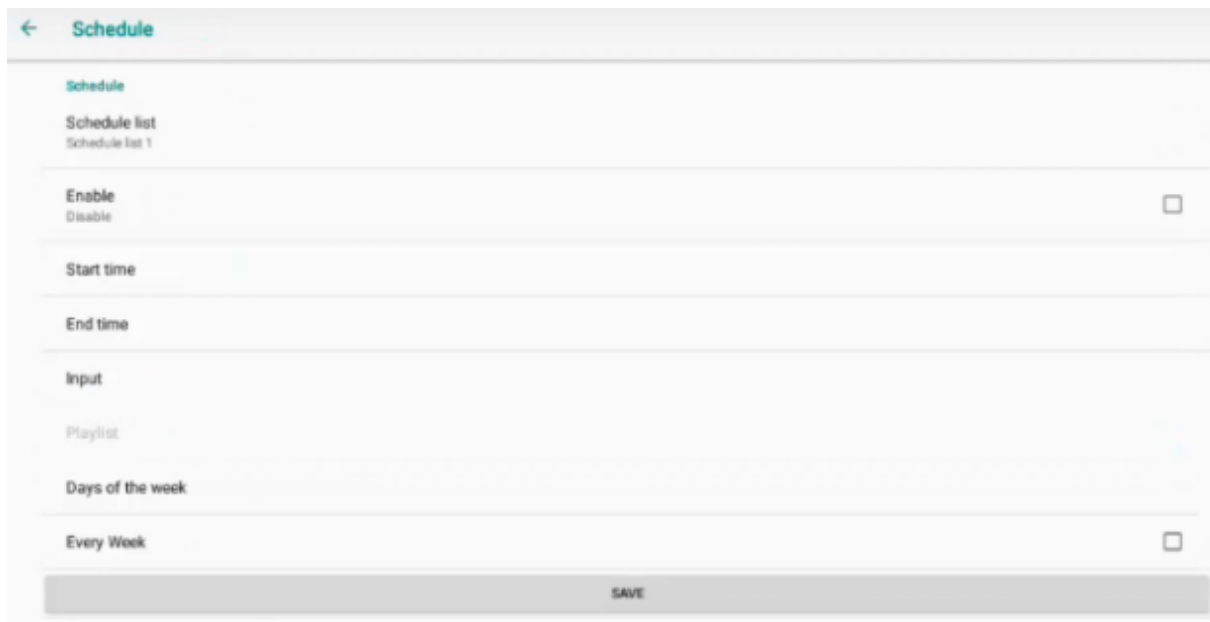 Schedule
Schedule
Schedule list
Schedule list 1
Enable
Disable
Start time
End time
Input
Playlist
Days of the week
Every Week
SAVE